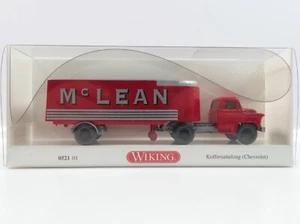 McLEAN
WIKING
0521 01
Koffersattelzug (Chevrolet)